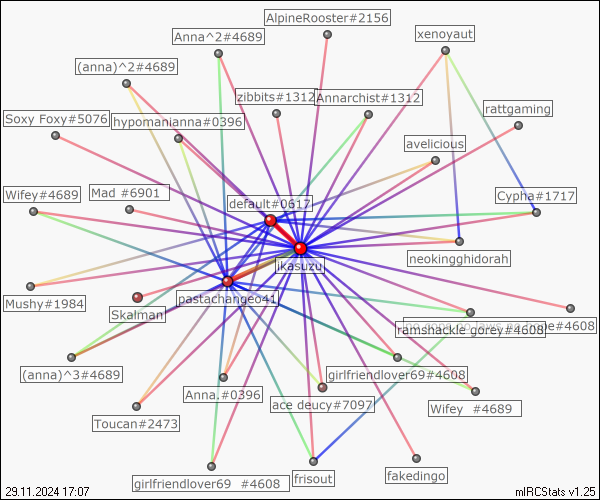 AlpineRooster#2156
Anna^2#4689
xenoyaut
(anna)^2#4689
zibbits#1312
Annarchist#1312
rattgaming
Soxy Foxy#5076
hypomanianna#0396
avelicious
Wifey#4689
Mad #6901
default#0617
Cypha#1717
jkasuzu
neokingghidorah
Mushy#1984
Skalman
pastachangeo41
ramshackle gorey#4608
#4608
(anna)^3#4689
Anna.#0396
girlfriendlover69#4608
ace deucy#7097
Wifey #4689
Toucan#2473
girlfriendlover69 #4608
frisout
fakedingo
29.11.2024 17:07
mIRCStats v1.25